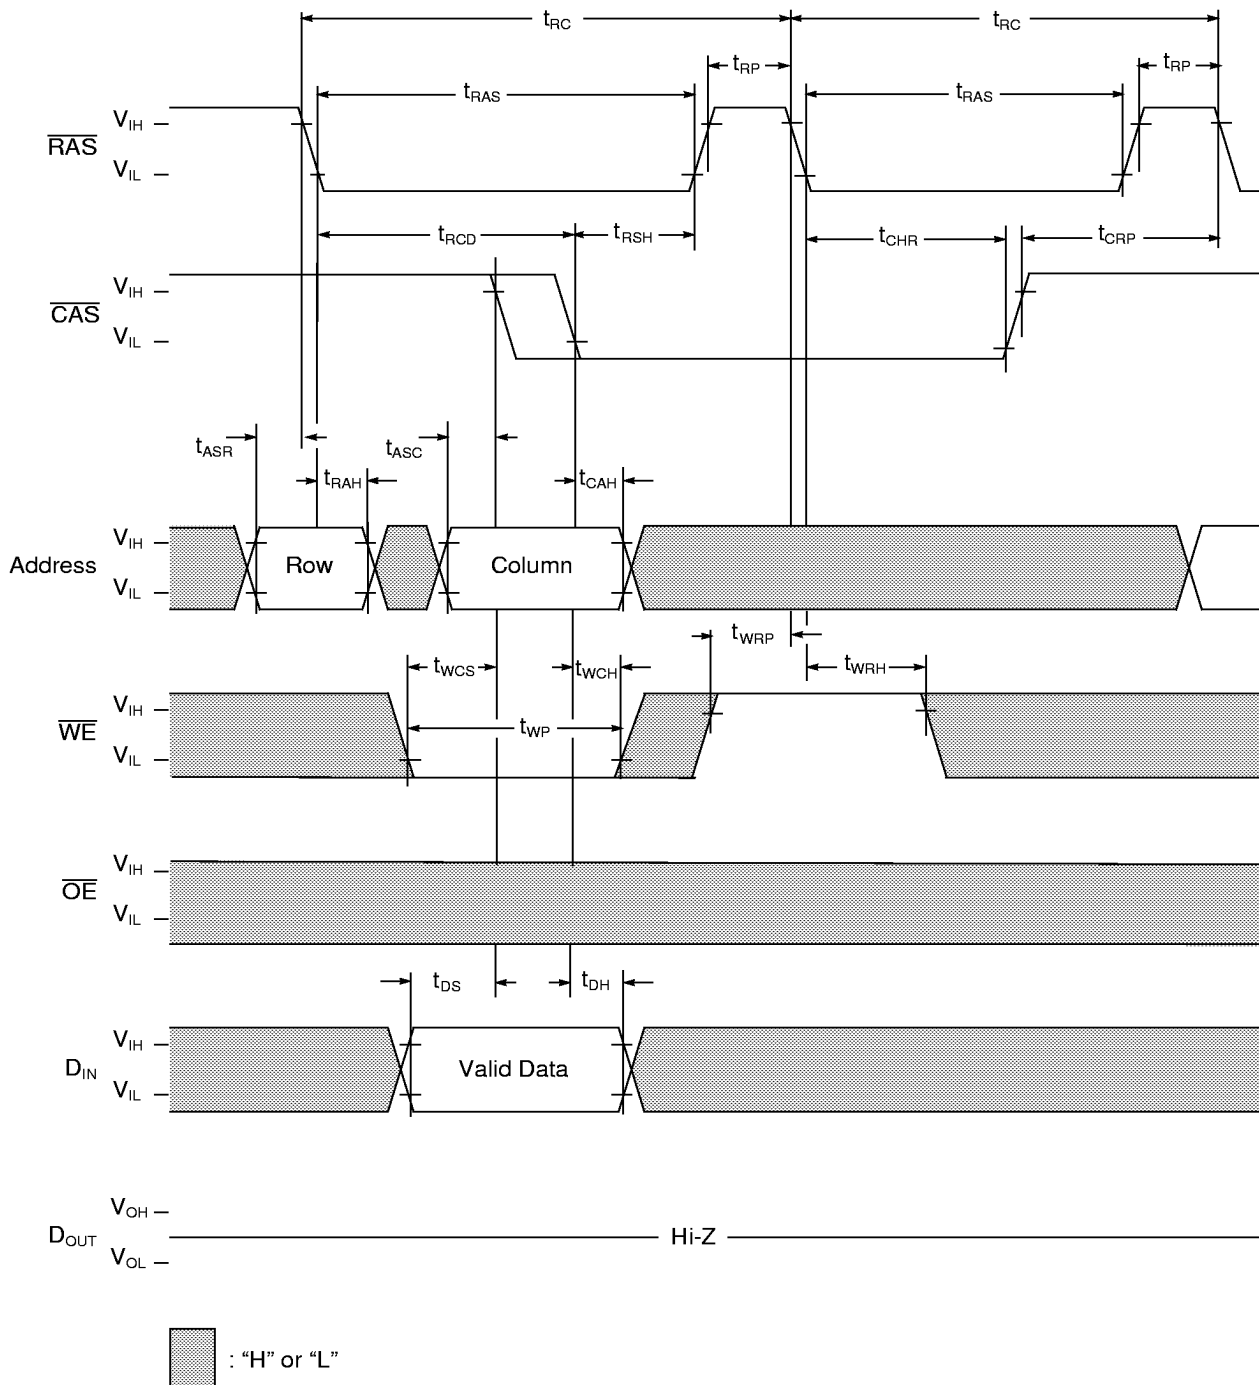 tRC tRC
tRP tRP
tRAS tRAS
RAS VIH
VIL
tRCD tRSH tCHR tCRP
CAS VIH
VIL
tASR tASC
tRAH tCAH
Address VIH
VIL
Row Column
tWRP
tWCS tWCH tWRH
WE VIH
VIL
tWP
OE VIH
VIL
tDS tDH
DIN VIH
VIL
Valid Data
DOUT VOH
VOL
Hi-Z
: “H” or “L”